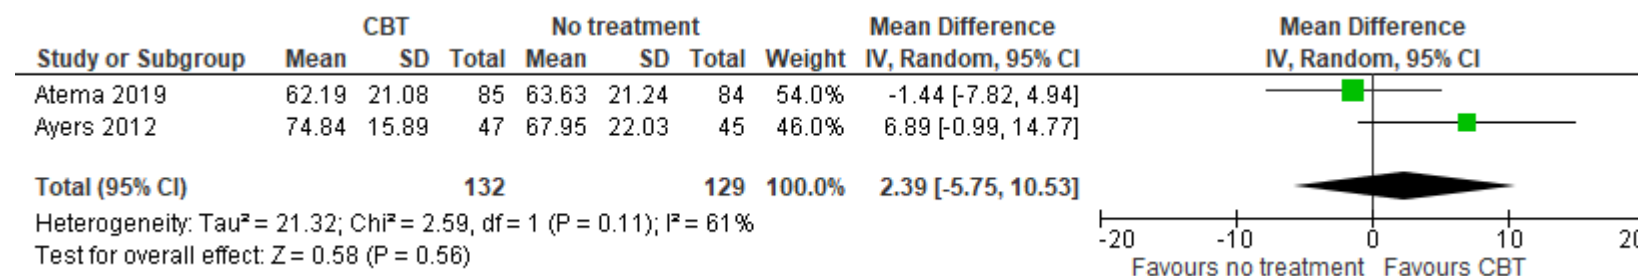 CBT No treatment Mean Difference Mean Difference
Study or Subgroup Mean SD Total Mean SD Total Weight IV, Random, 95% CI IV, Random, 95% CI
Atema 2019 62.19 21.08 85 63.63 21.24 84 54.0% -1.44 [-7.82, 4.94]
Ayers 2012 74.84 15.89 47 67.95 22.03 45 46.0% 6.89 [-0.99, 14.77]
Total (95% CI) 132 129 100.0% 2.39 [-5.75, 10.53]
Heterogeneity: Tau² = 21.32; Chi² = 2.59, df = 1 (P = 0.11); I² = 61%
Test for overall effect: Z = 0.58 (P = 0.56)
-20 -10 0 10 20
Favours no treatment Favours CBT